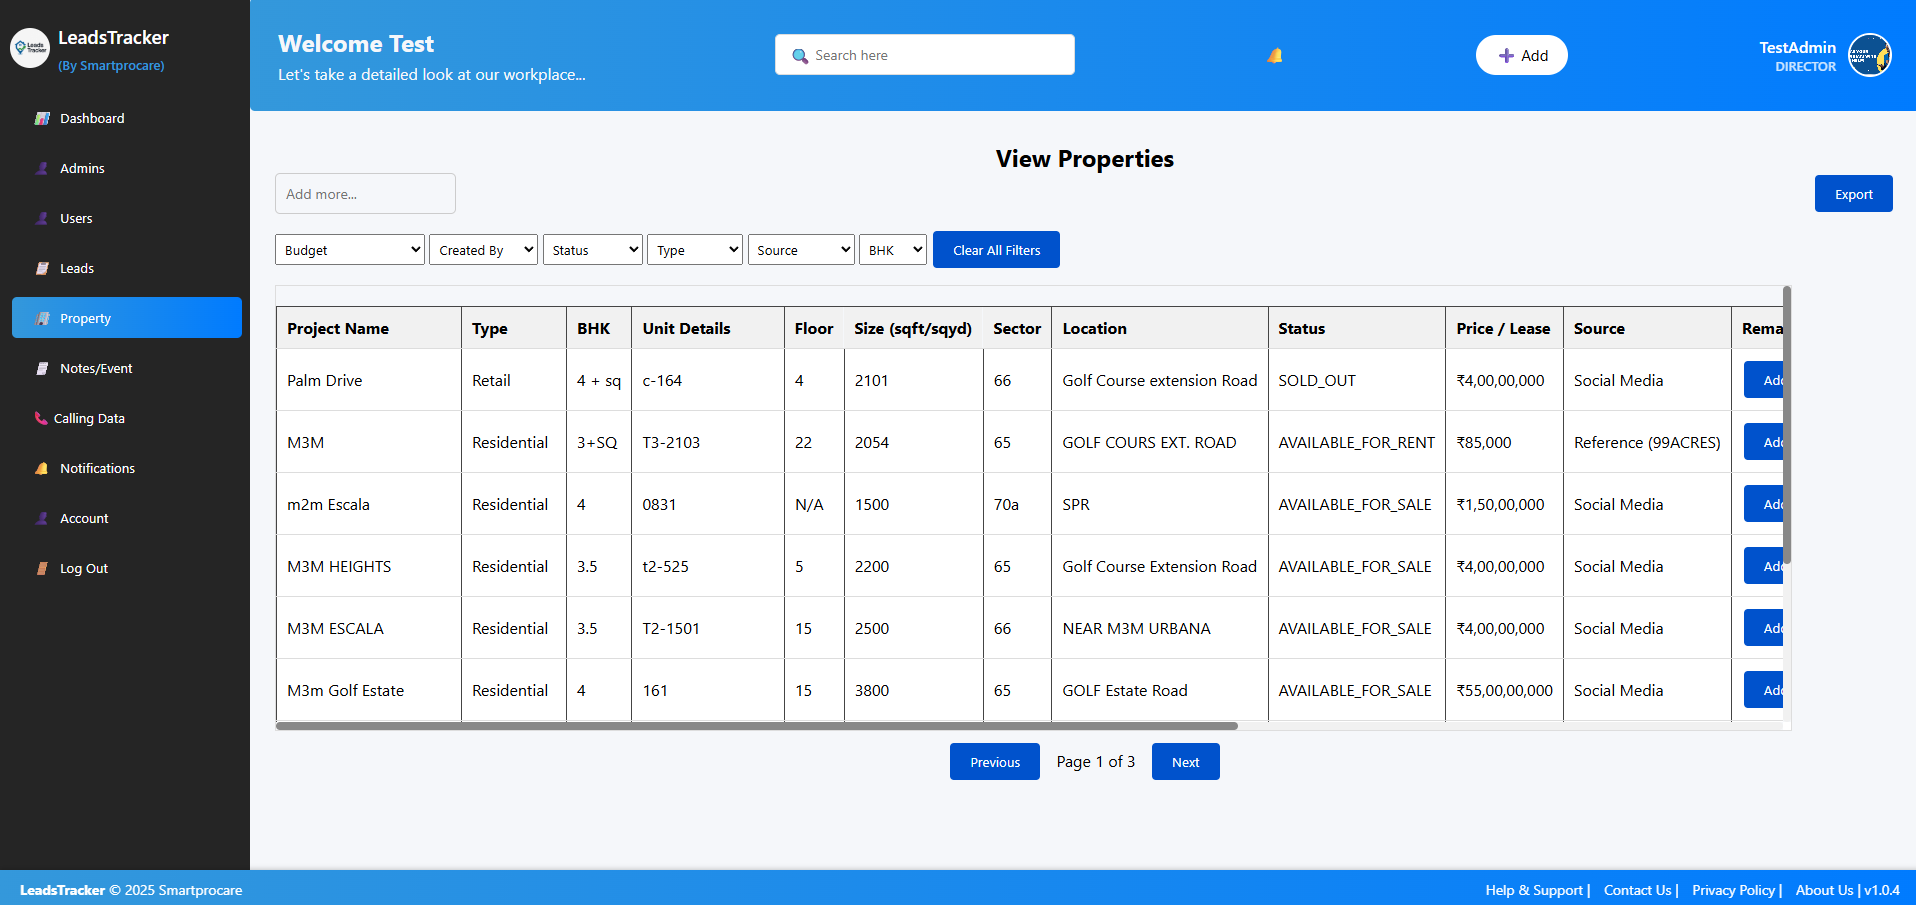 LeadsTracker
(By Smartprocare)
Dashboard
Admins
Users
Leads
Property
Notes/Event
Calling Data
Notifications
Account
Log Out
Welcome Test
Let's take a detailed look at our workplace...
Search here
Add
TestAdmin
DIRECTOR
View Properties
Add more...
Export
Budget Created By Status Type Source BHK Clear All Filters
Project Name Type BHK Unit Details Floor Size (sqft/sqyd) Sector Location Status Price / Lease Source Rema
Palm Drive Retail 4 + sq c-164 4 2101 66 Golf Course extension Road SOLD_OUT ₹4,00,00,000 Social Media Add
M3M Residential 3+SQ T3-2103 22 2054 65 GOLF COURS EXT. ROAD AVAILABLE_FOR_RENT ₹85,000 Reference (99ACRES) Add
m2m Escala Residential 4 0831 N/A 1500 70a SPR AVAILABLE_FOR_SALE ₹1,50,00,000 Social Media Add
M3M HEIGHTS Residential 3.5 t2-525 5 2200 65 Golf Course Extension Road AVAILABLE_FOR_SALE ₹4,00,00,000 Social Media Add
M3M ESCALA Residential 3.5 T2-1501 15 2500 66 NEAR M3M URBANA AVAILABLE_FOR_SALE ₹4,00,00,000 Social Media Add
M3m Golf Estate Residential 4 161 15 3800 65 GOLF Estate Road AVAILABLE_FOR_SALE ₹55,00,00,000 Social Media Add
Previous Page 1 of 3 Next
LeadsTracker © 2025 Smartprocare
Help & Support | Contact Us | Privacy Policy | About Us | v1.0.4